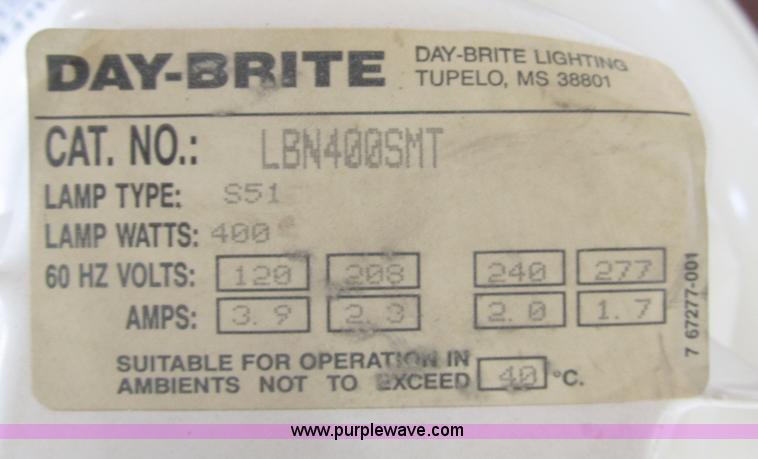 DAY-BRITE
DAY-BRITE LIGHTING
TUPELO, MS 38801
CAT. NO.: LBN400SMT
LAMP TYPE: S51
LAMP WATTS: 400
60 HZ VOLTS: 120 208 240 277
AMPS: 3.9 2.3 2.0 1.7
SUITABLE FOR OPERATION IN
AMBIENTS NOT TO EXCEED 40 °C.
7 67277-001
www.purplewave.com